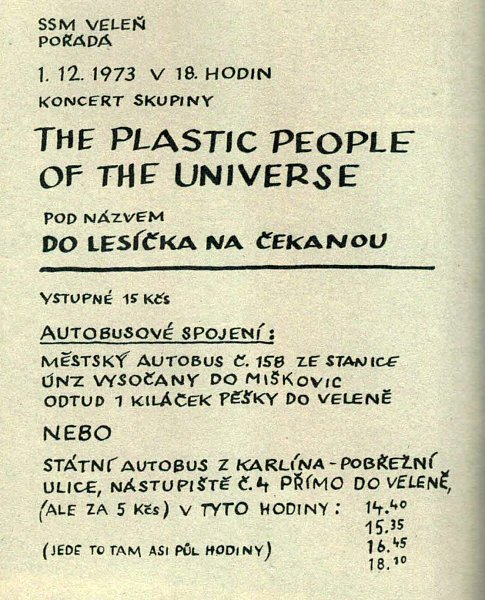 SSM VELEŇ
POŘÁDÁ
1. 12. 1973 V 18. HODIN
KONCERT SKUPINY
THE PLASTIC PEOPLE
OF THE UNIVERSE
POD NÁZVEM
DO LESÍČKA NA ČEKANOU
VSTUPNÉ 15 KčS
AUTOBUSOVÉ SPOJENÍ:
MĚSTSKÝ AUTOBUS Č. 158 ZE STANICE
ÚNZ VYSOČANY DO MIŠKOVIC
ODTUD 1 KILÁČEK PĚŠKY DO VELENĚ
NEBO
STÁTNÍ AUTOBUS Z KARLÍNA - POBŘEŽNÍ
ULICE, NÁSTUPIŠTĚ Č.4 PŘÍMO DO VELENĚ,
(ALE ZA 5 KčS) V TYTO HODINY: 14.40
15.35
(JEDE TO TAM ASI PŮL HODINY) 16.45
18.10